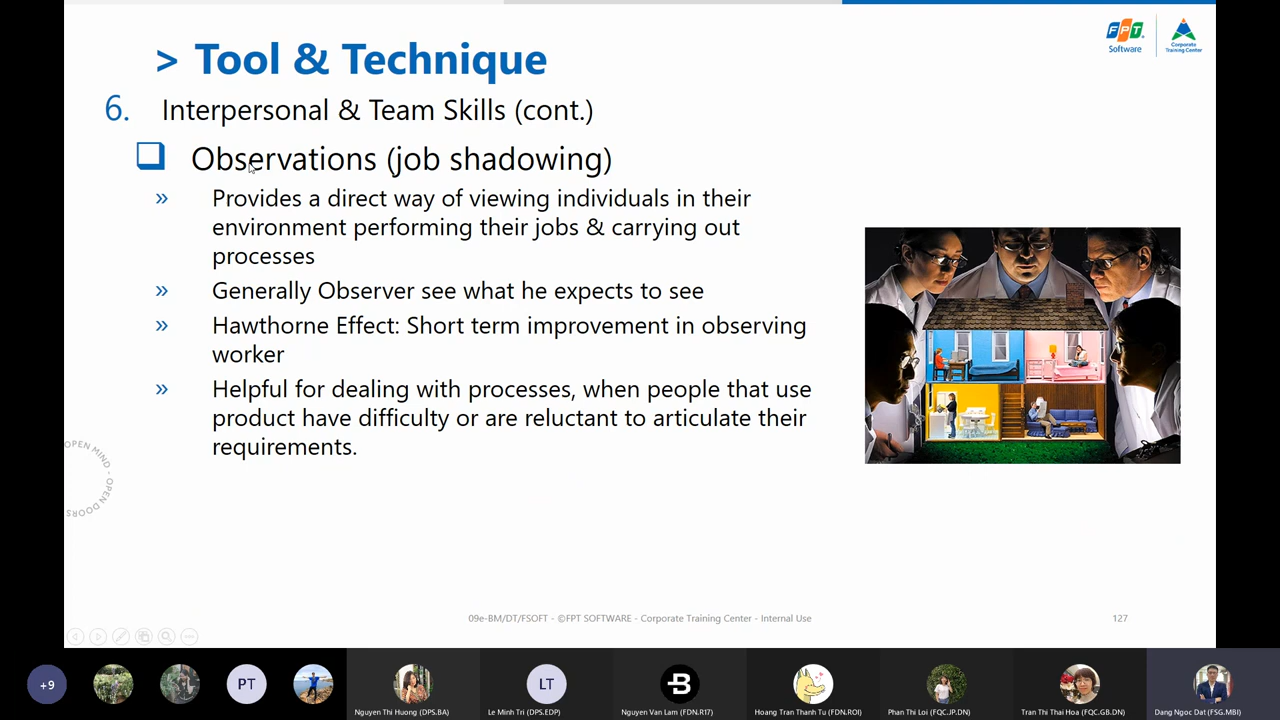 > Tool & Technique
FPT
Software
Corporate
Training Center
6. Interpersonal & Team Skills (cont.)
Observations (job shadowing)
» Provides a direct way of viewing individuals in their
environment performing their jobs & carrying out
processes
» Generally Observer see what he expects to see
» Hawthorne Effect: Short term improvement in observing
worker
» Helpful for dealing with processes, when people that use
product have difficulty or are reluctant to articulate their
requirements.
OPEN MIND - OPEN DOORS
09e-BM/DT/FSOFT - ©FPT SOFTWARE - Corporate Training Center - Internal Use
127
+9
PT
LT
B
Nguyen Thi Huong (DPS.BA)
Le Minh Tri (DPS.EDP)
Nguyen Van Lam (FDN.R17)
Hoang Tran Thanh Tu (FDN.ROI)
Phan Thi Loi (FQC.JP.DN)
Tran Thi Thai Hoa (FQC.GB.DN)
Dang Ngoc Dat (FSG.MBI)